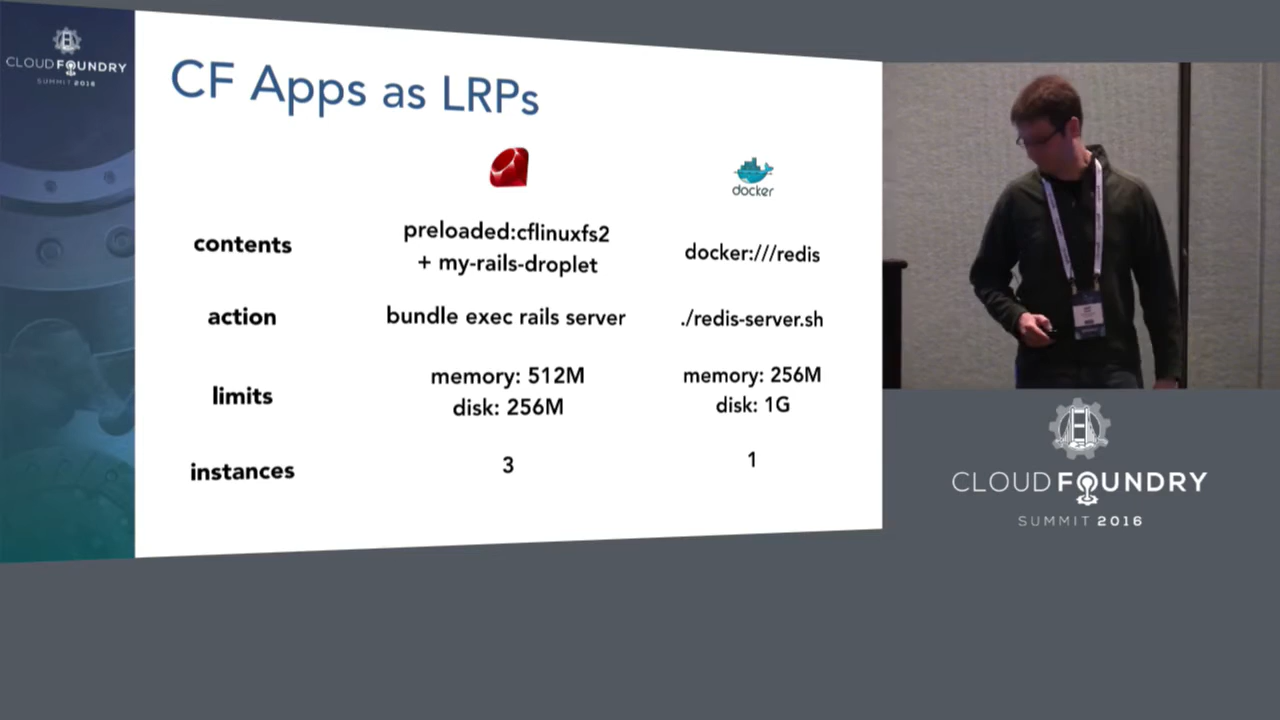 CLOUD FOUNDRY
SUMMIT 2016
CF Apps as LRPs
docker
contents
preloaded:cflinuxfs2
+ my-rails-droplet
docker:///redis
action
bundle exec rails server
./redis-server.sh
limits
memory: 512M
disk: 256M
memory: 256M
disk: 1G
instances
3
1
CLOUD FOUNDRY
SUMMIT 2016